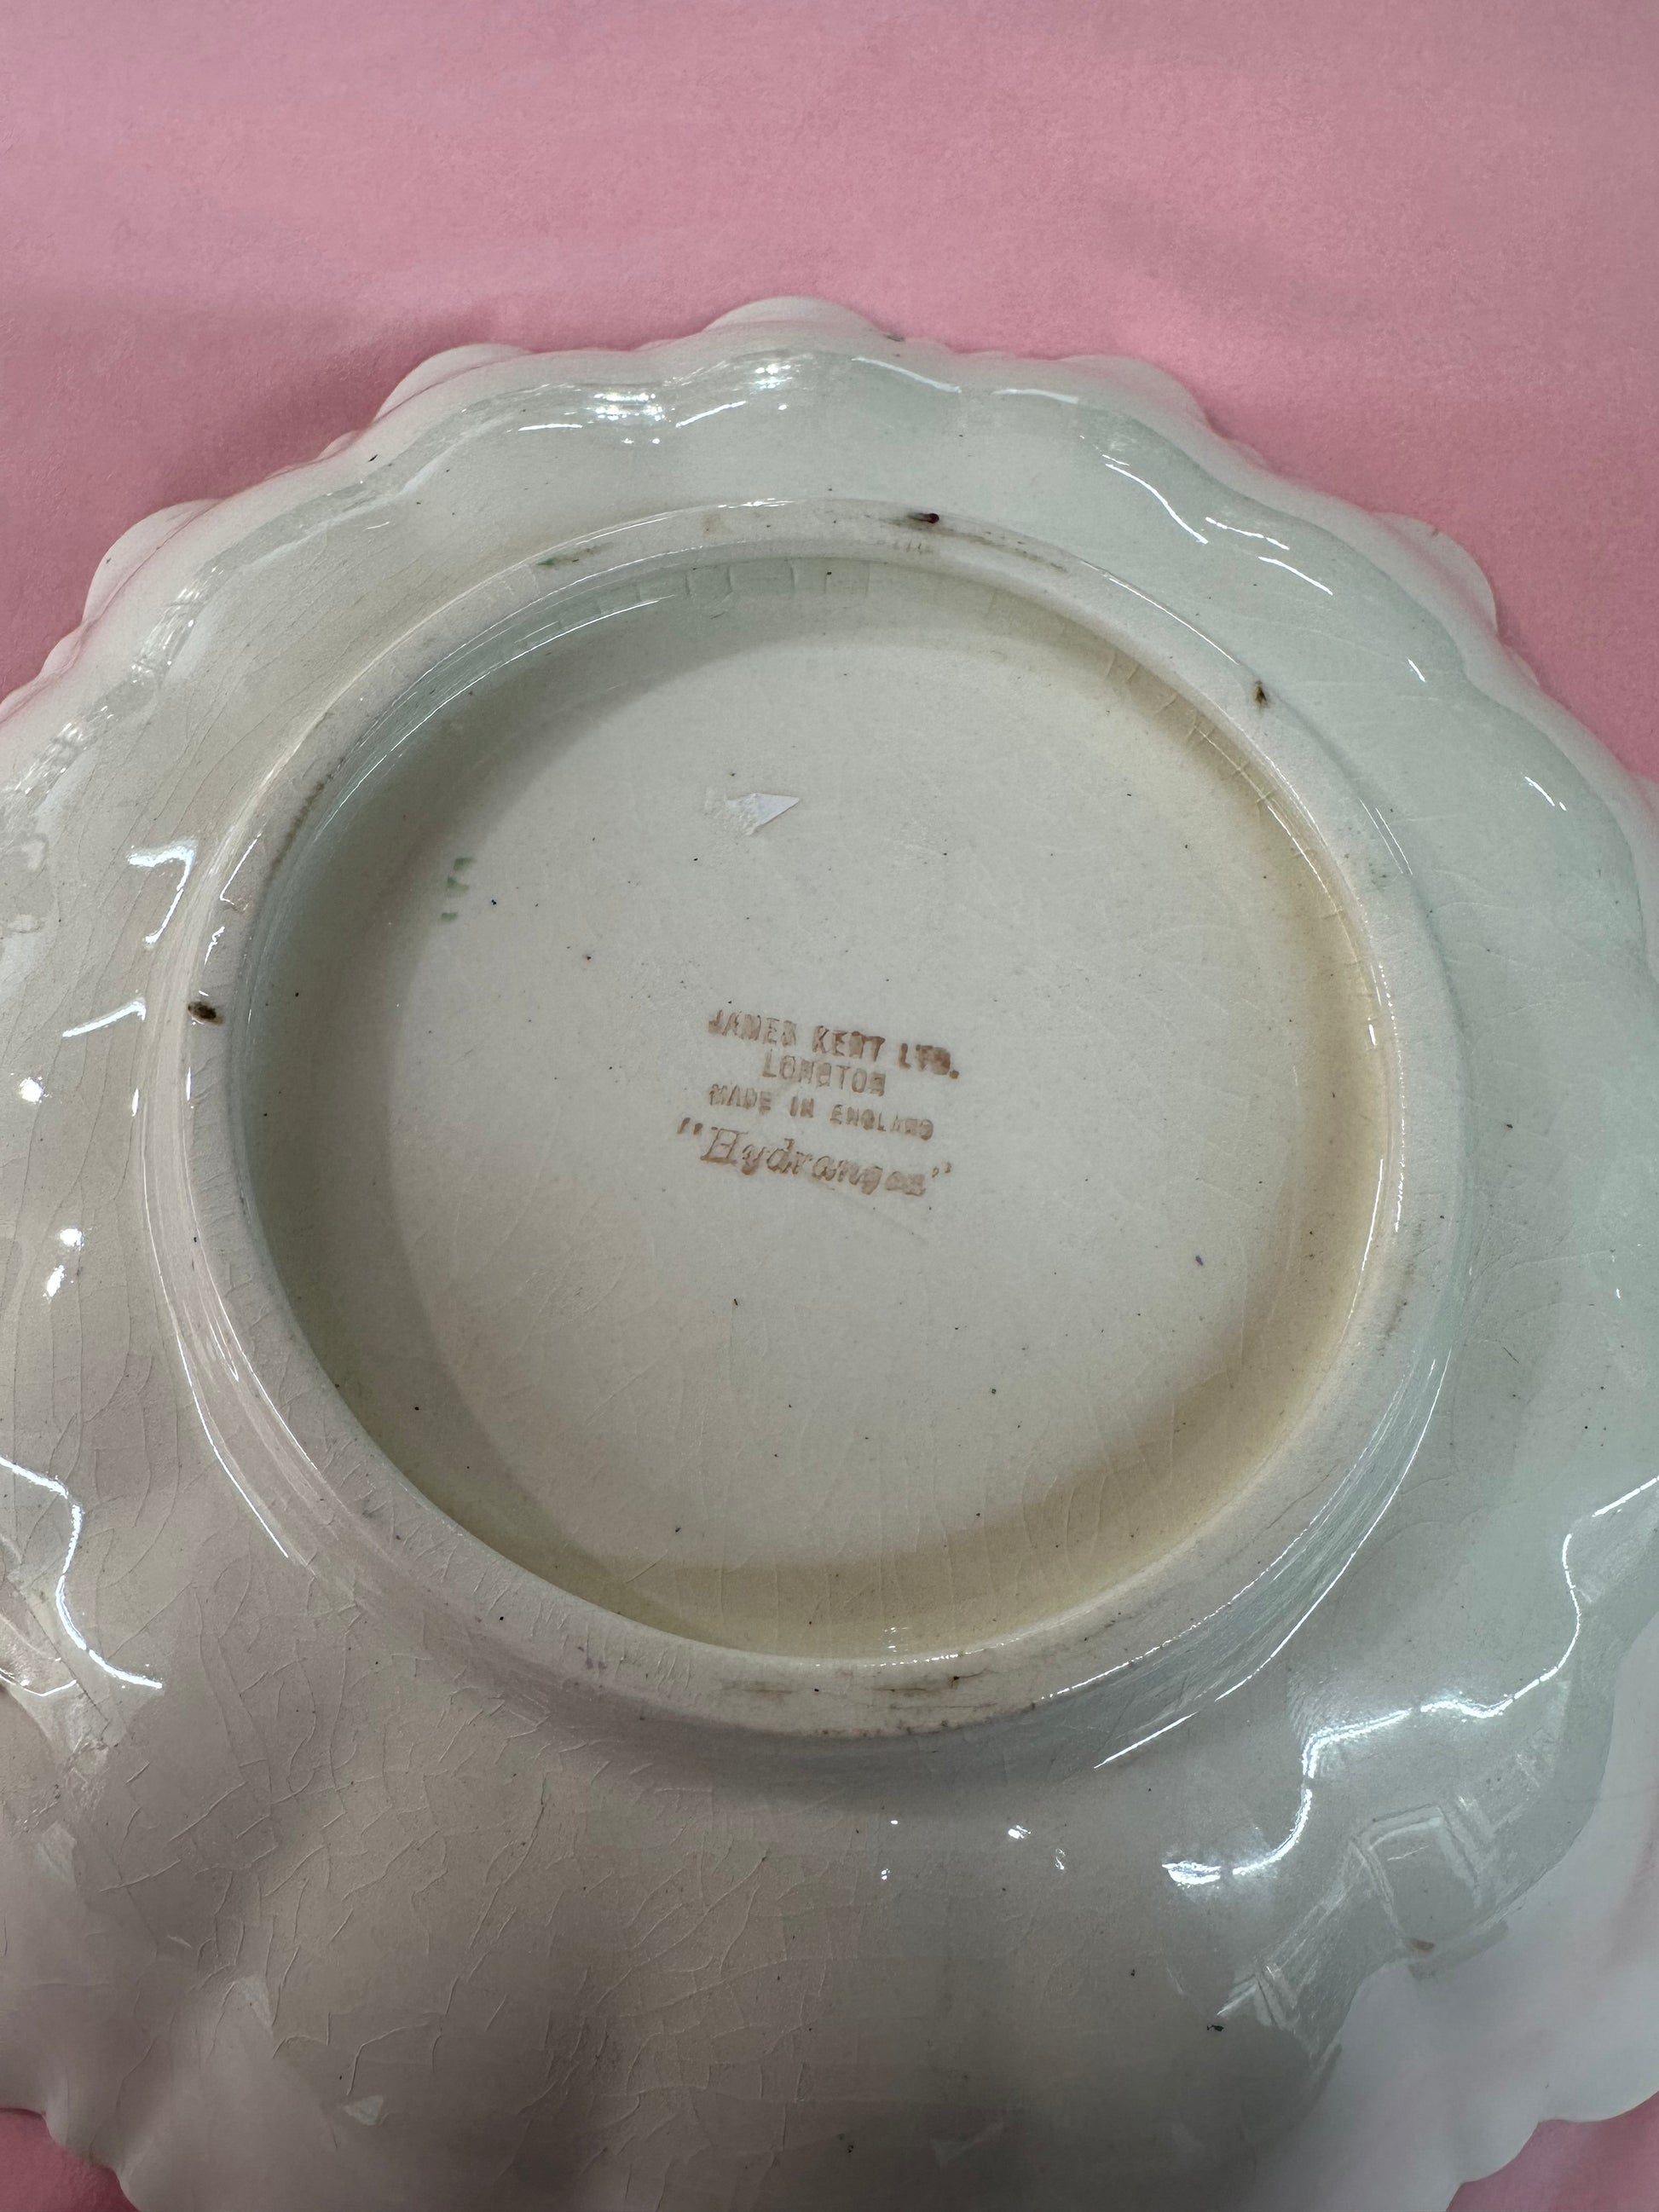 JAMES KENT LTD.
LONGTON
MADE IN ENGLAND
"Hydrangea"